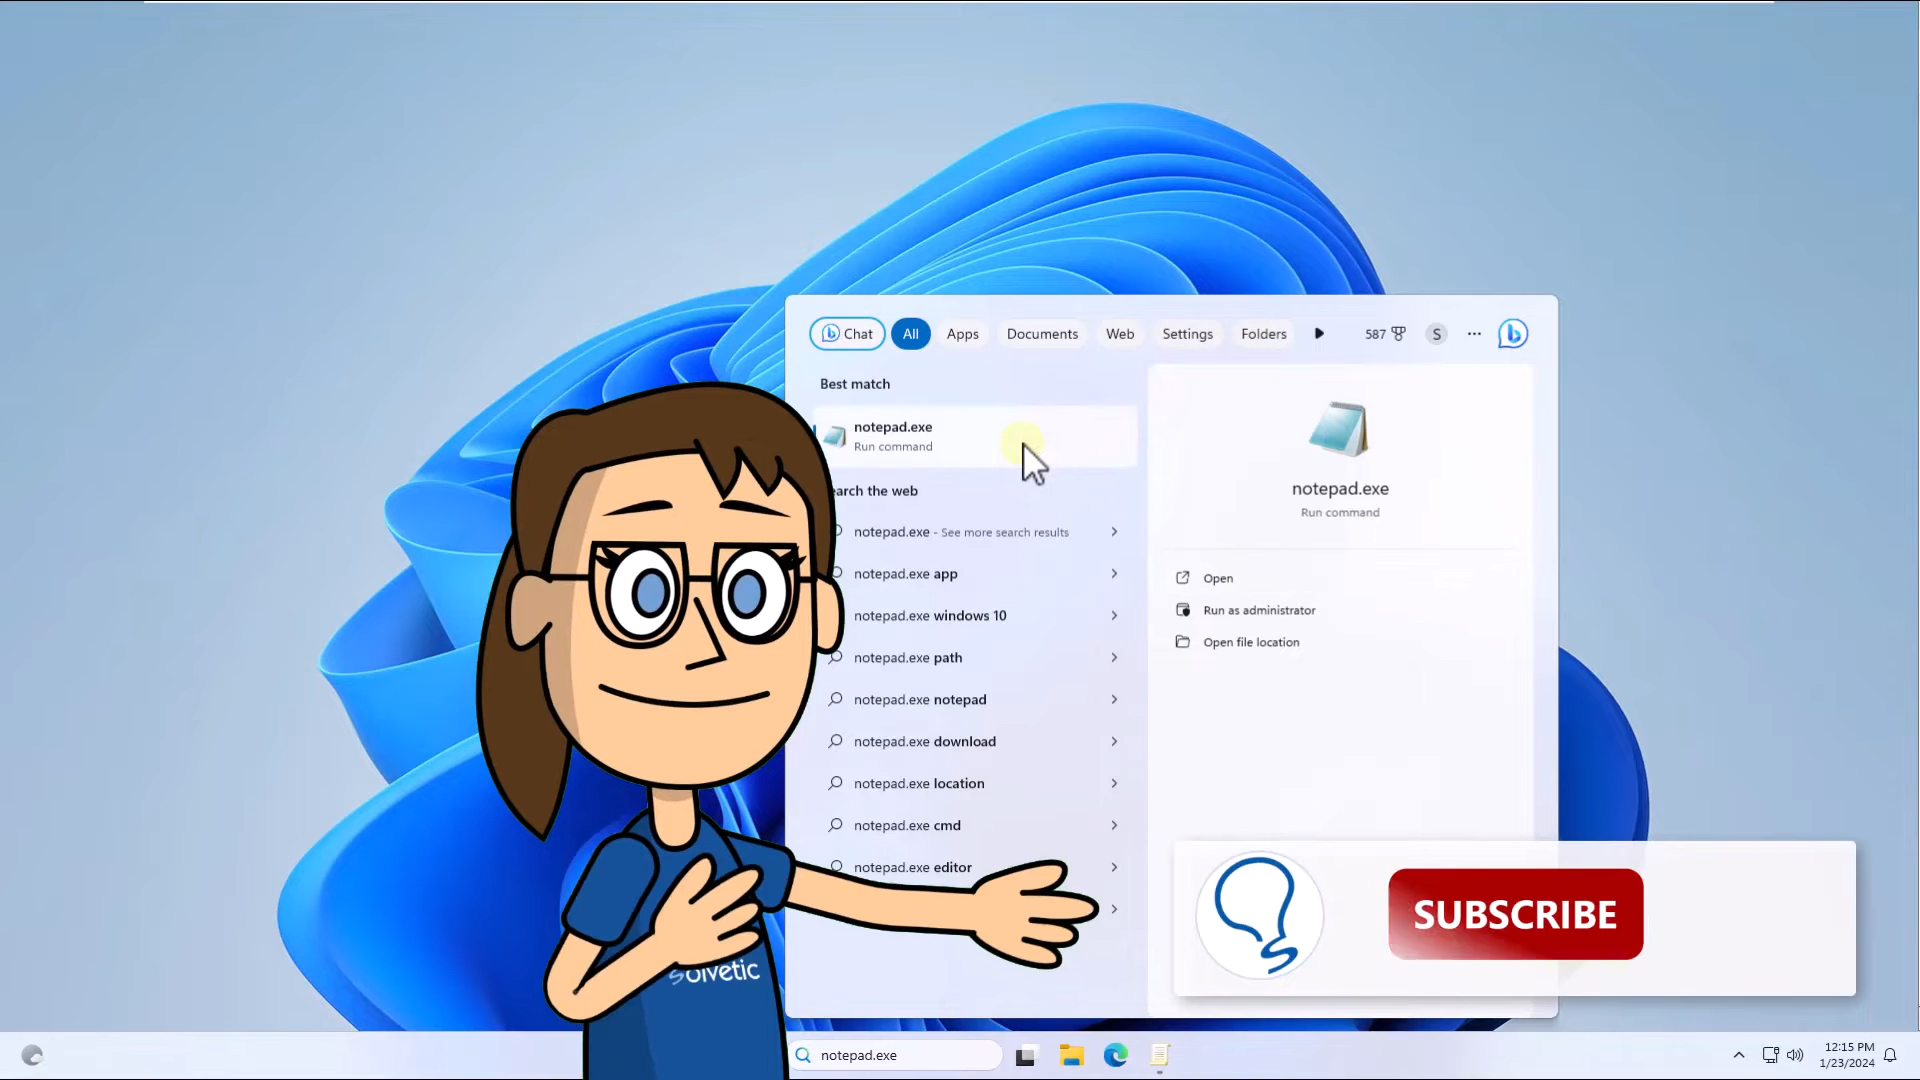 Chat
All
Apps
Documents
Web
Settings
Folders
587
S
Best match
notepad.exe
Run command
arch the web
notepad.exe - See more search results
notepad.exe app
notepad.exe windows 10
notepad.exe path
notepad.exe notepad
notepad.exe download
notepad.exe location
notepad.exe cmd
notepad.exe editor
notepad.exe
Run command
Open
Run as administrator
Open file location
SUBSCRIBE
solvetic
notepad.exe
12:15 PM
1/23/2024